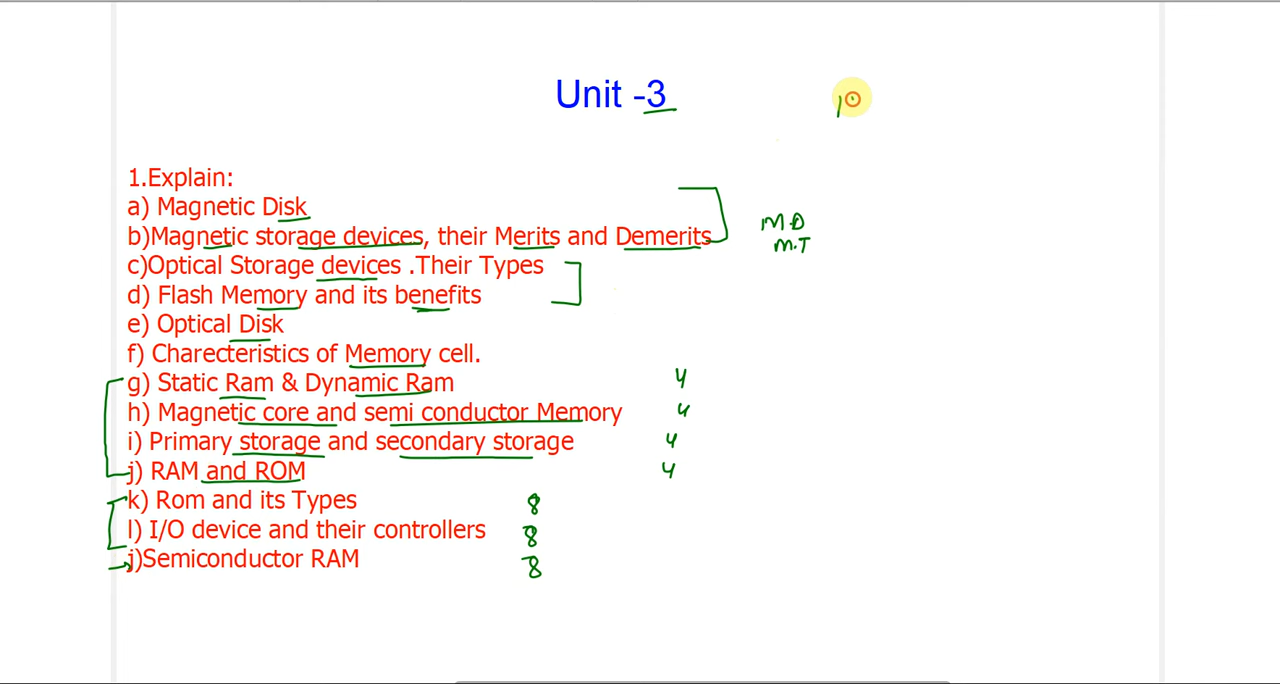 Unit -3
1.Explain:
a) Magnetic Disk
b)Magnetic storage devices, their Merits and Demerits
M.D
M.T
c)Optical Storage devices .Their Types
d) Flash Memory and its benefits
e) Optical Disk
f) Charecteristics of Memory cell.
g) Static Ram & Dynamic Ram 4
h) Magnetic core and semi conductor Memory 4
i) Primary storage and secondary storage 4
j) RAM and ROM 4
k) Rom and its Types 8
l) I/O device and their controllers 8
j)Semiconductor RAM 8